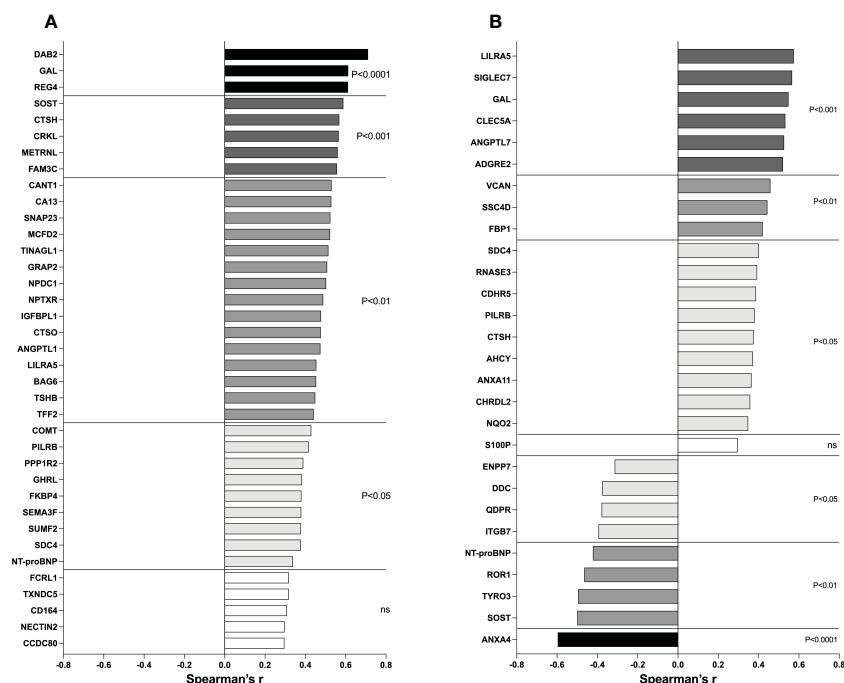 A
DAB2
GAL
P<0.0001
REG4
SOST
CTSH
CRKL
P<0.001
METRNL
FAM3C
CANT1
CA13
SNAP23
MCFD2
TINAGL1
GRAP2
NPDC1
NPTXR
P<0.01
IGFBPL1
CTSO
ANGPTL1
LILRA5
BAG6
TSHB
TFF2
COMT
PILRB
PPP1R2
GHRL
FKBP4
P<0.05
SEMA3F
SUMF2
SDC4
NT-proBNP
FCRL1
TXNDC5
CD164
ns
NECTIN2
CCDC80
-0.8 -0.6 -0.4 -0.2 0.0 0.2 0.4 0.6 0.8
Spearman's r
B
LILRA5
SIGLEC7
GAL
P<0.001
CLEC5A
ANGPTL7
ADGRE2
VCAN
SSC4D
P<0.01
FBP1
SDC4
RNASE3
CDHR5
PILRB
CTSH
P<0.05
AHCY
ANXA11
CHRDL2
NQO2
S100P
ns
ENPP7
DDC
P<0.05
QDPR
ITGB7
NT-proBNP
ROR1
P<0.01
TYRO3
SOST
ANXA4
P<0.0001
-0.8 -0.6 -0.4 -0.2 0.0 0.2 0.4 0.6 0.8
Spearman's r